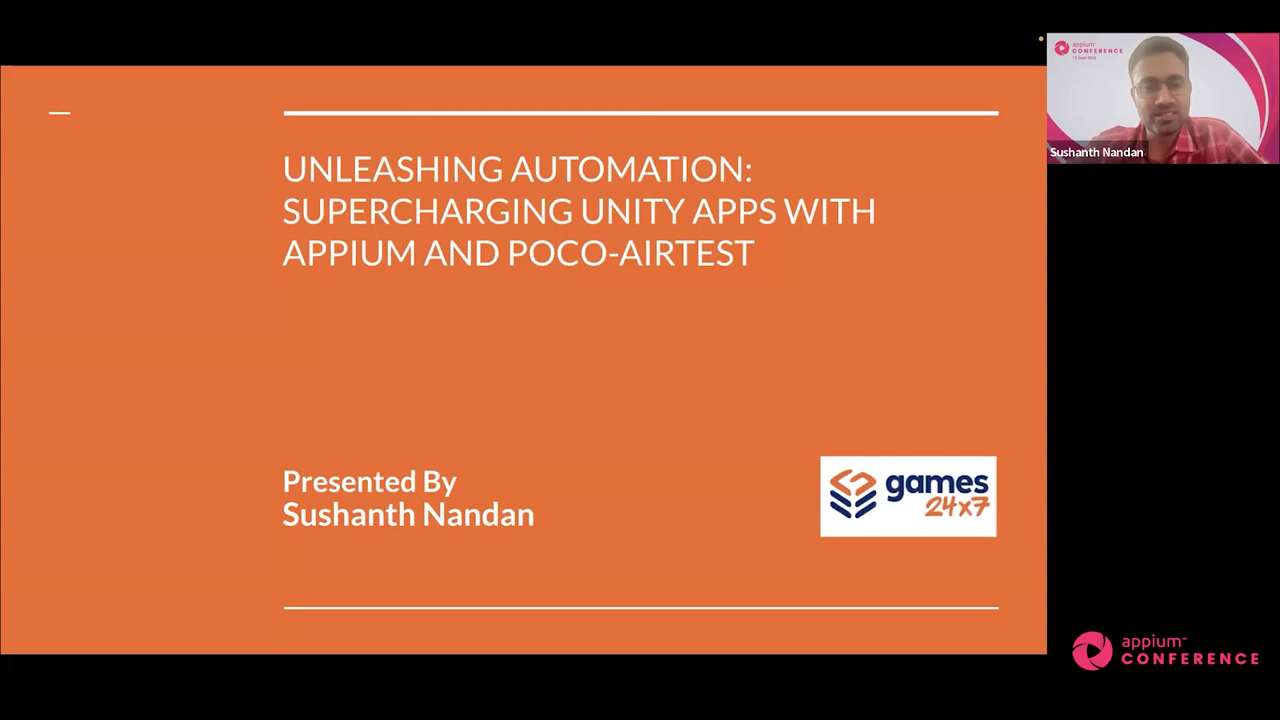 appium
CONFERENCE
Sushanth Nandan
UNLEASHING AUTOMATION:
SUPERCHARGING UNITY APPS WITH
APPIUM AND POCO-AIRTEST
Presented By
Sushanth Nandan
games
24x7
appium
CONFERENCE